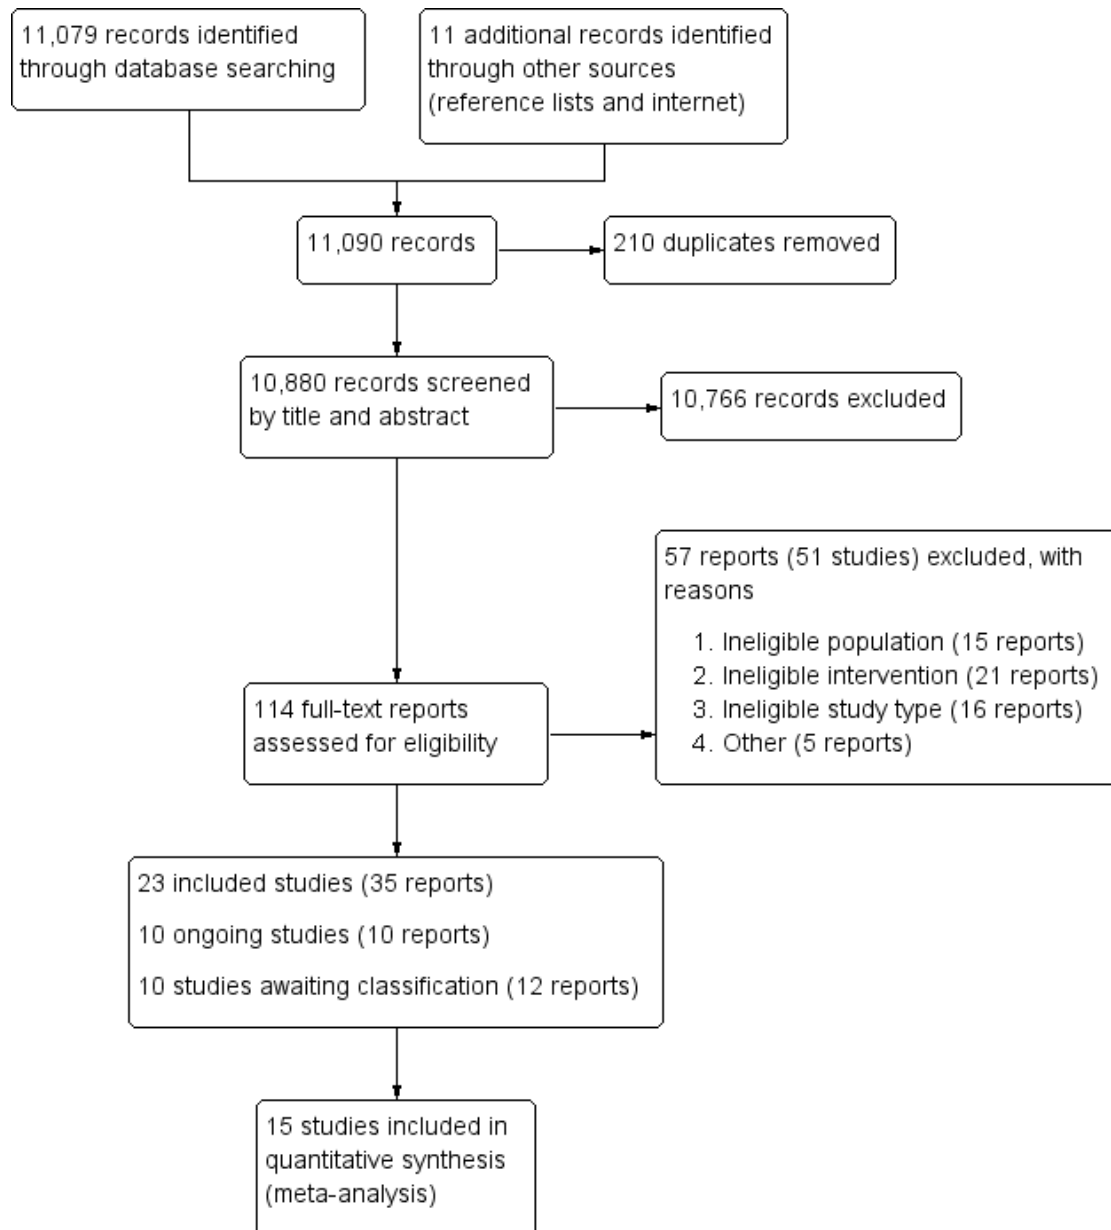 11,079 records identified
through database searching
11 additional records identified
through other sources
(reference lists and internet)
11,090 records
210 duplicates removed
10,880 records screened
by title and abstract
10,766 records excluded
57 reports (51 studies) excluded, with
reasons
1. Ineligible population (15 reports)
2. Ineligible intervention (21 reports)
3. Ineligible study type (16 reports)
4. Other (5 reports)
114 full-text reports
assessed for eligibility
23 included studies (35 reports)
10 ongoing studies (10 reports)
10 studies awaiting classification (12 reports)
15 studies included in
quantitative synthesis
(meta-analysis)